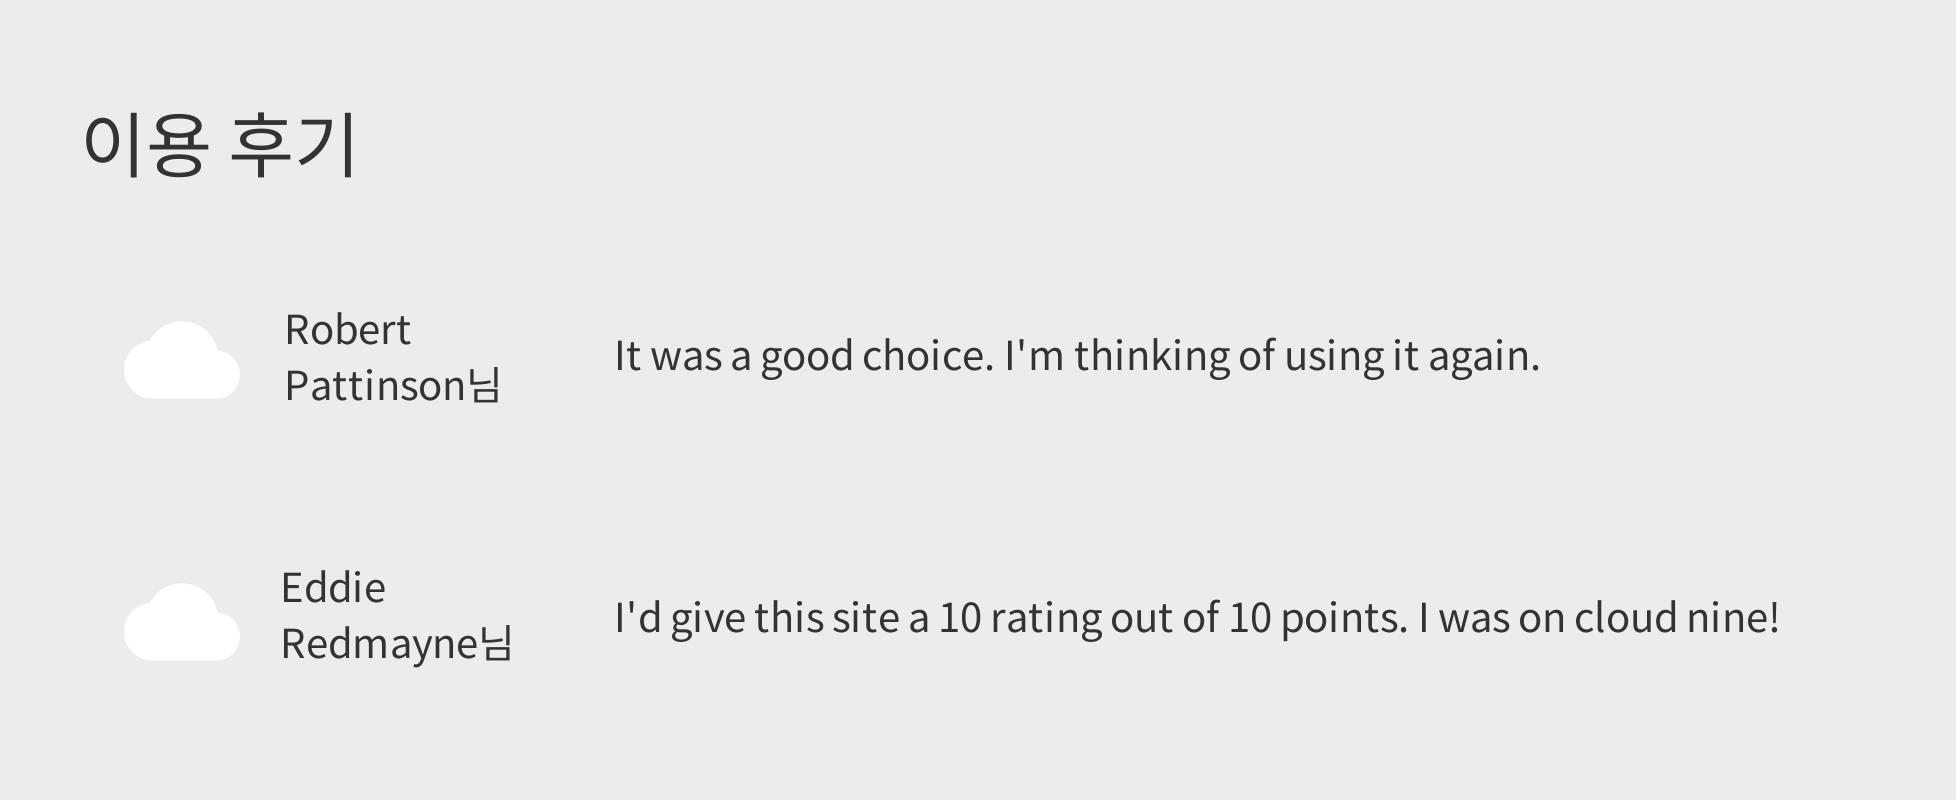 이용 후기
Robert
Pattinson님
It was a good choice. I'm thinking of using it again.
Eddie
Redmayne님
I'd give this site a 10 rating out of 10 points. I was on cloud nine!